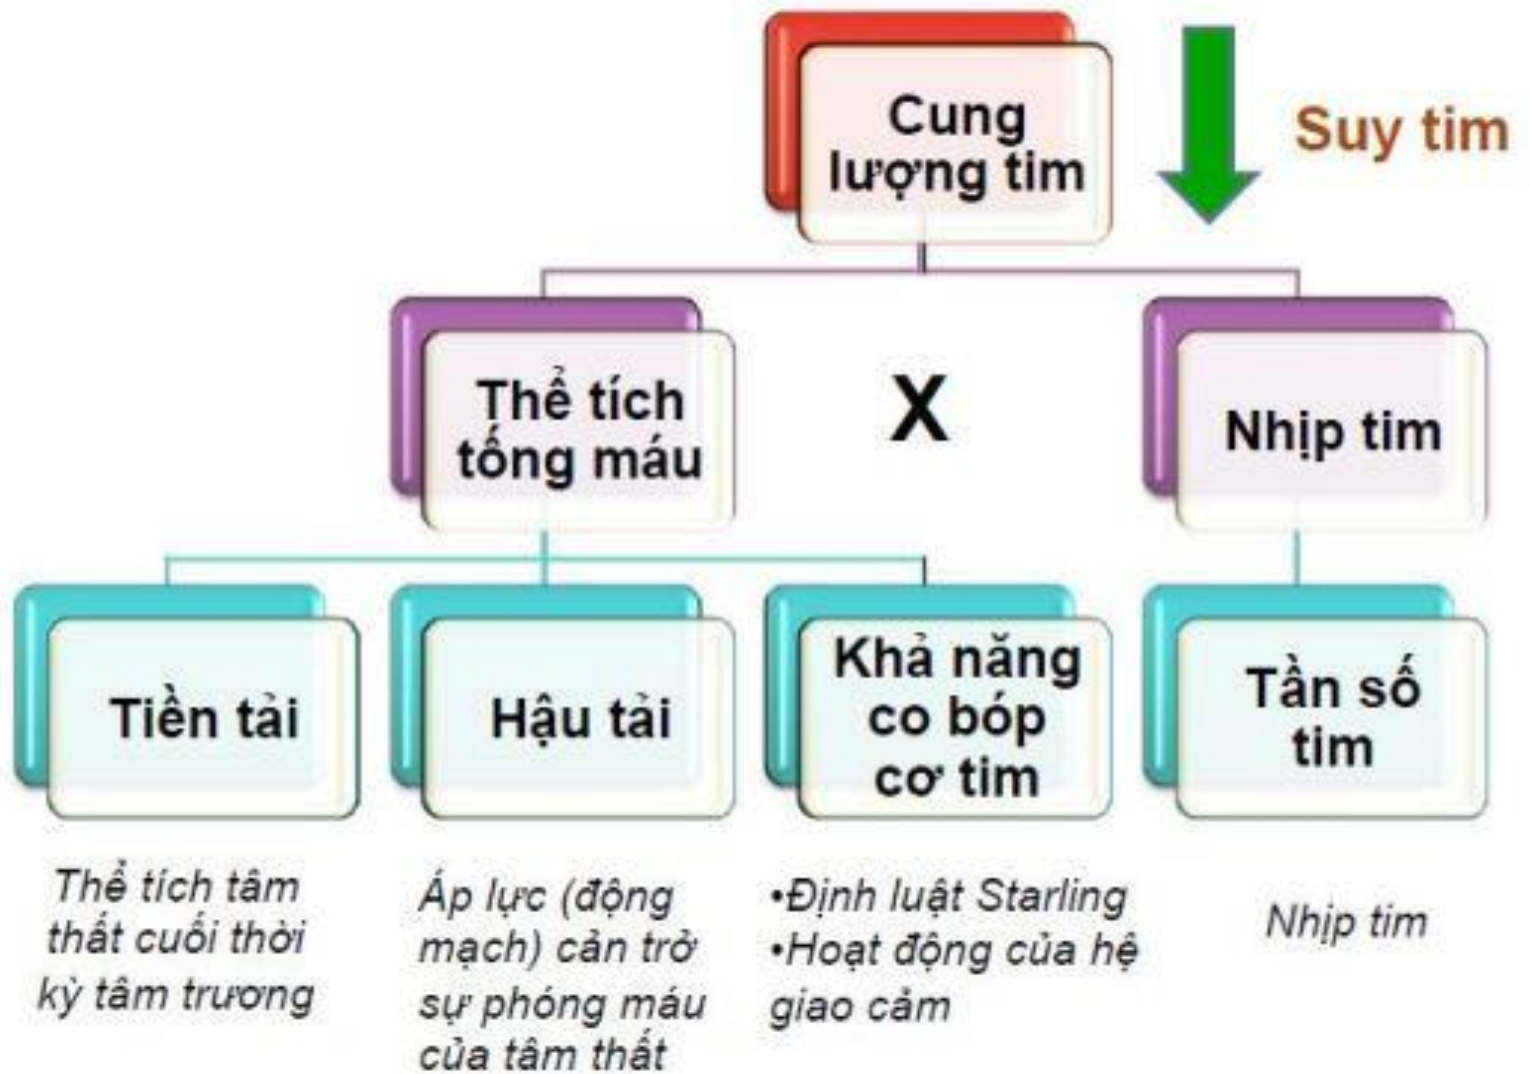 Cung
lượng tim
Suy tim
Thể tích
tống máu
X
Nhịp tim
Tiền tải
Hậu tải
Khả năng
co bóp
cơ tim
Tần số
tim
Thể tích tâm
thất cuối thời
kỳ tâm trương
Áp lực (động
mạch) cản trở
sự phóng máu
của tâm thất
•Định luật Starling
•Hoạt động của hệ
giao cảm
Nhịp tim